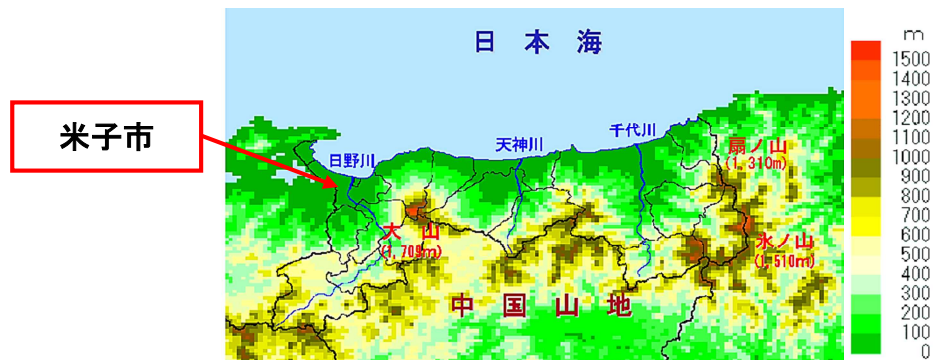 日本海
米子市
日野川
天神川
千代川
扇ノ山
(1,310m)
大山
(1,709m)
氷ノ山
(1,510m)
中国山地
m
1500
1400
1300
1200
1100
1000
900
800
700
600
500
400
300
200
100
0